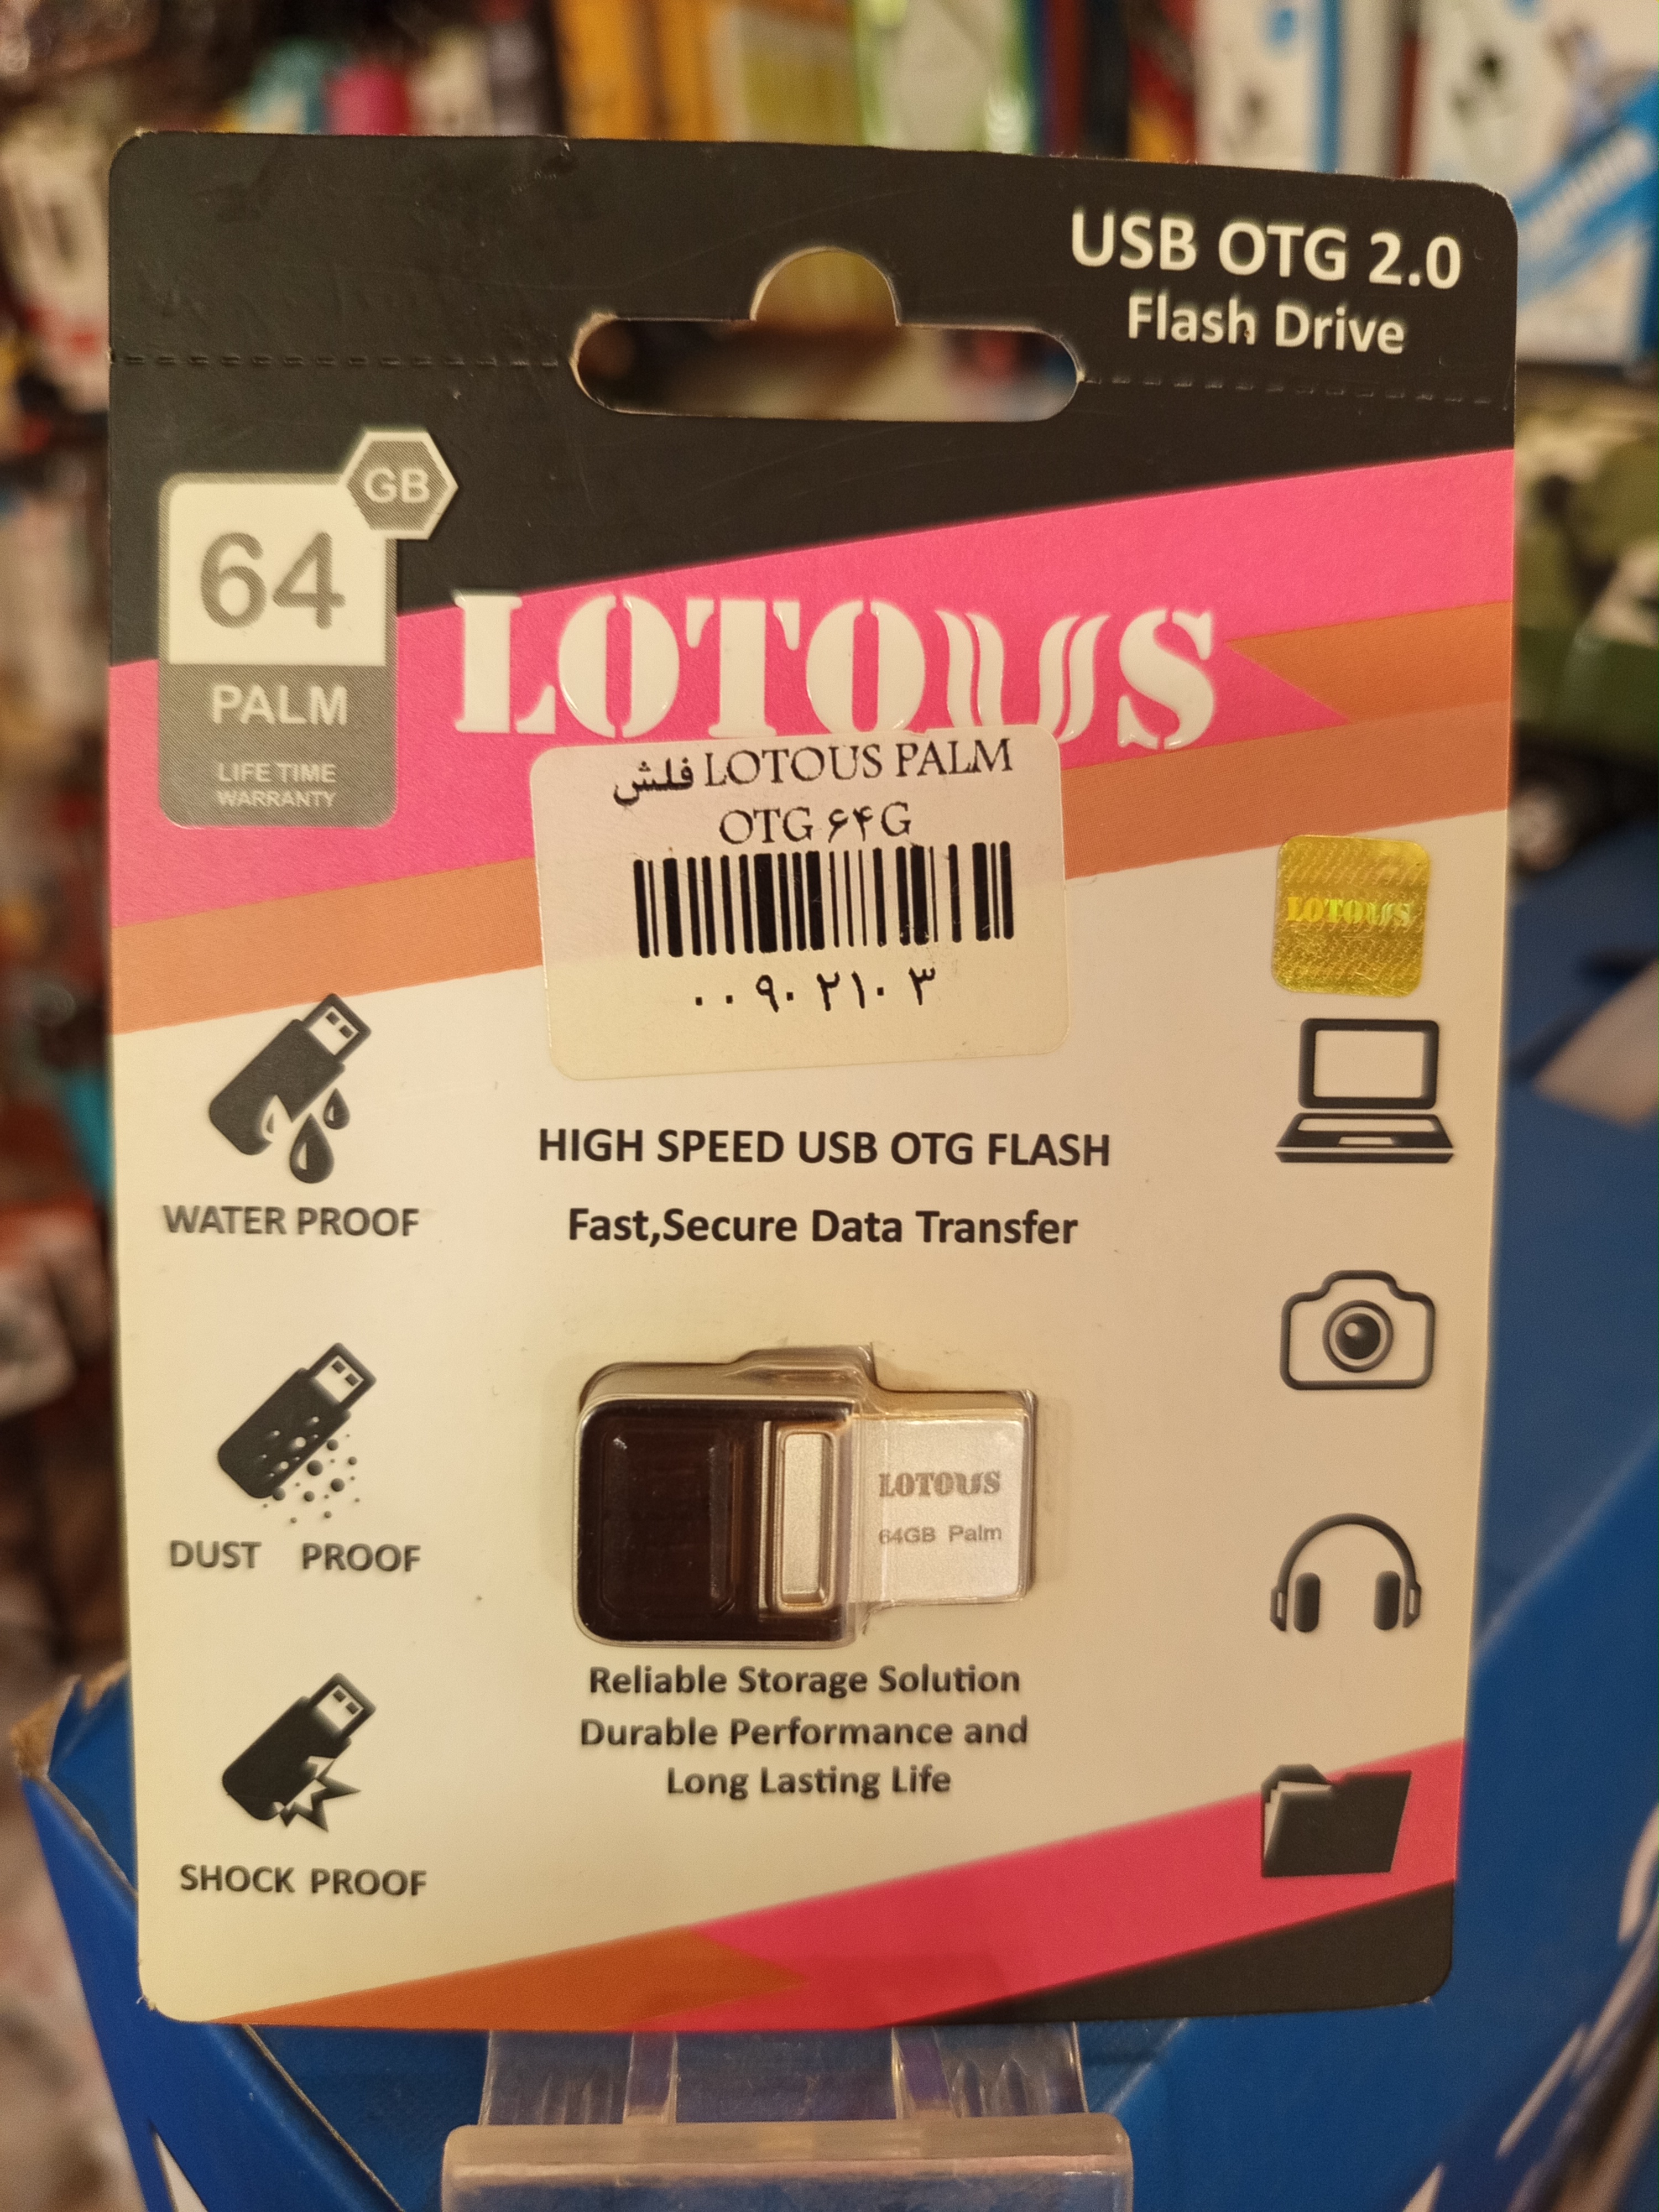 USB OTG 2.0
Flash Drive
GB
64
PALM
LIFE TIME
WARRANTY
LOTOUS
فلش LOTOUS PALM
OTG ۶۴G
۰۰۹۰۲۱۰۳
LOTOUS
HIGH SPEED USB OTG FLASH
Fast,Secure Data Transfer
WATER PROOF
DUST PROOF
SHOCK PROOF
LOTOUS
64GB Palm
Reliable Storage Solution
Durable Performance and
Long Lasting Life